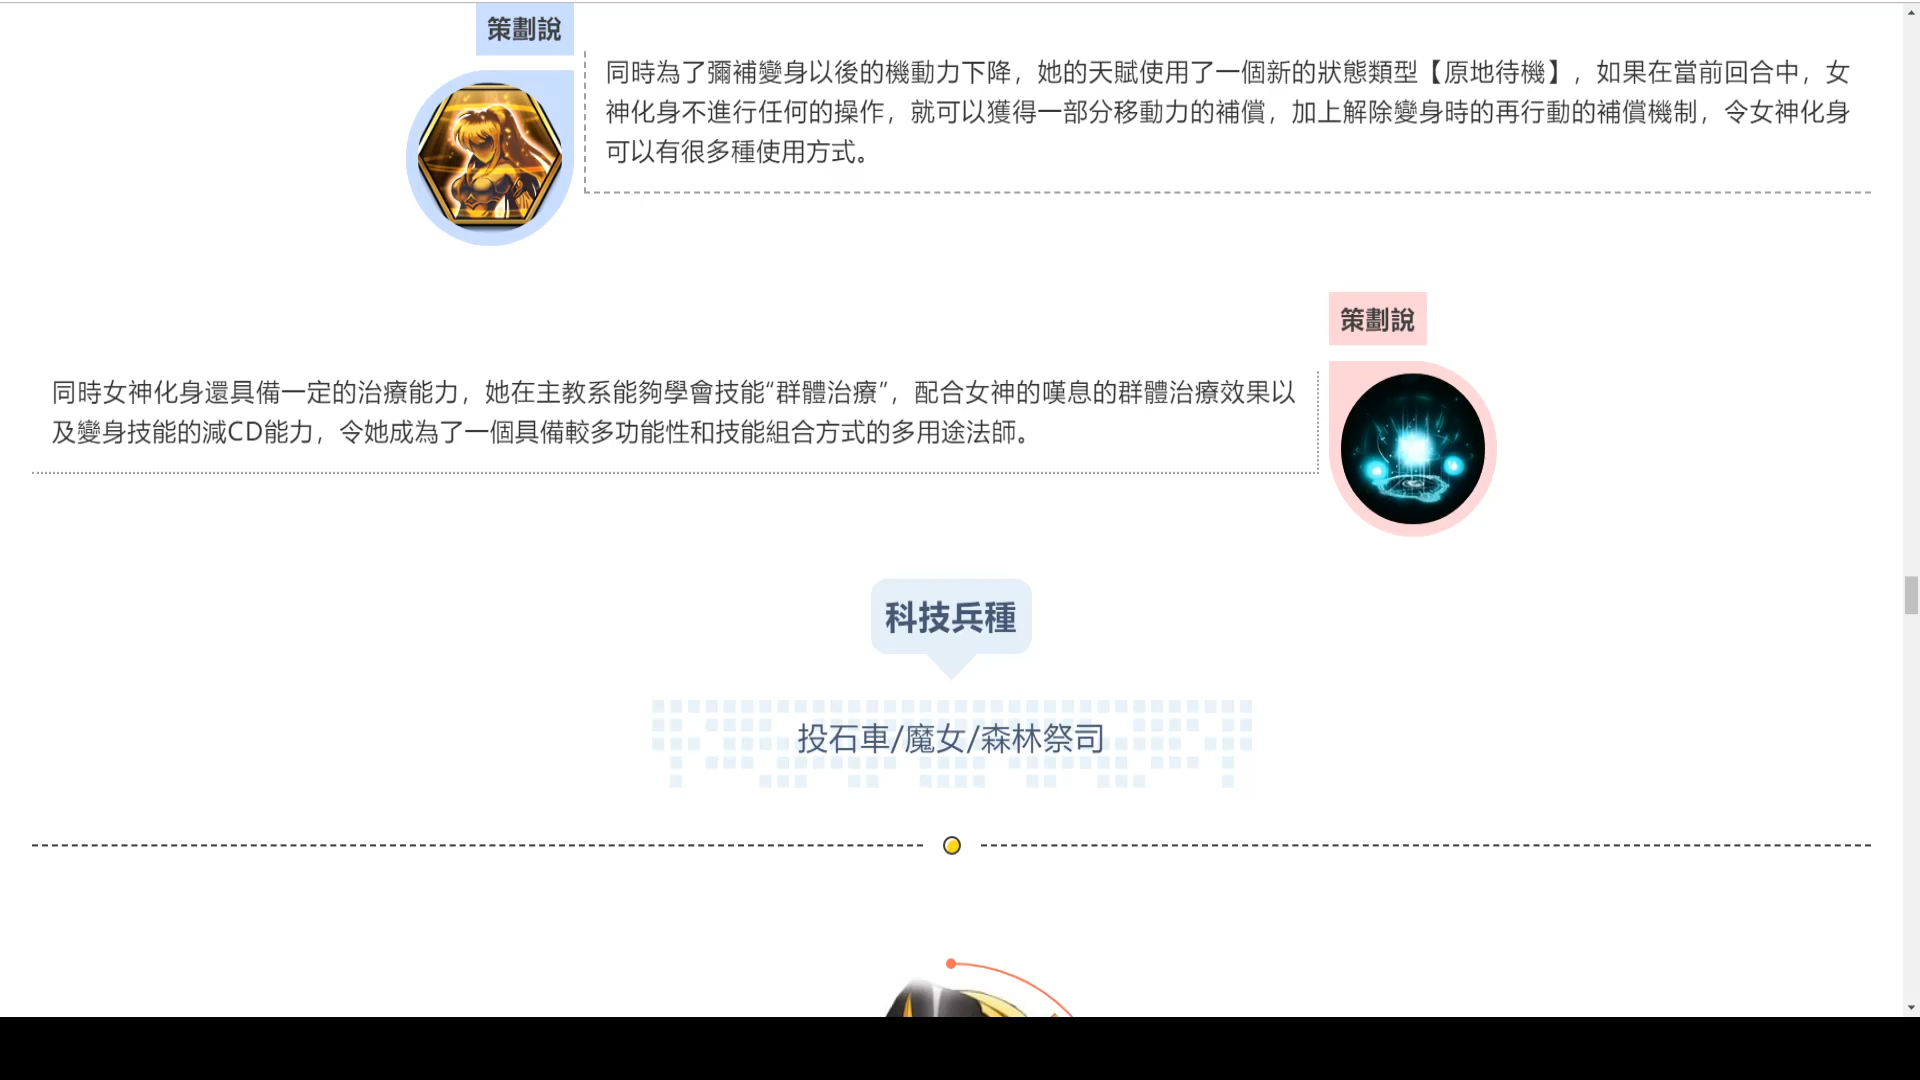 策劃說
同時為了彌補變身以後的機動力下降，她的天賦使用了一個新的狀態類型【原地待機】，如果在當前回合中，女
神化身不進行任何的操作，就可以獲得一部分移動力的補償，加上解除變身時的再行動的補償機制，令女神化身
可以有很多種使用方式。
策劃說
同時女神化身還具備一定的治療能力，她在主教系能夠學會技能“群體治療”，配合女神的嘆息的群體治療效果以
及變身技能的減CD能力，令她成為了一個具備較多功能性和技能組合方式的多用途法師。
科技兵種
投石車/魔女/森林祭司